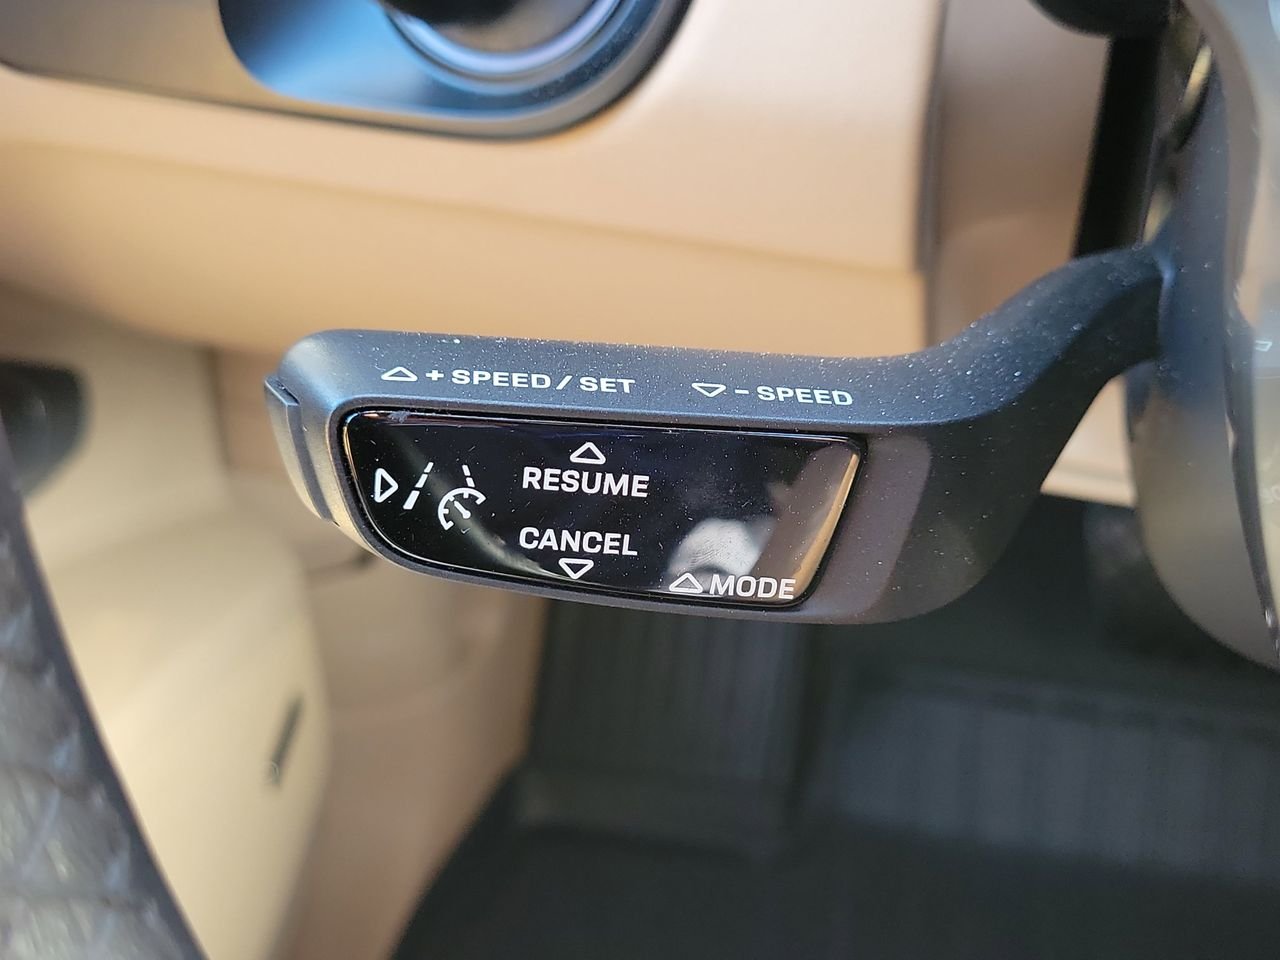 + SPEED / SET
- SPEED
RESUME
CANCEL
MODE